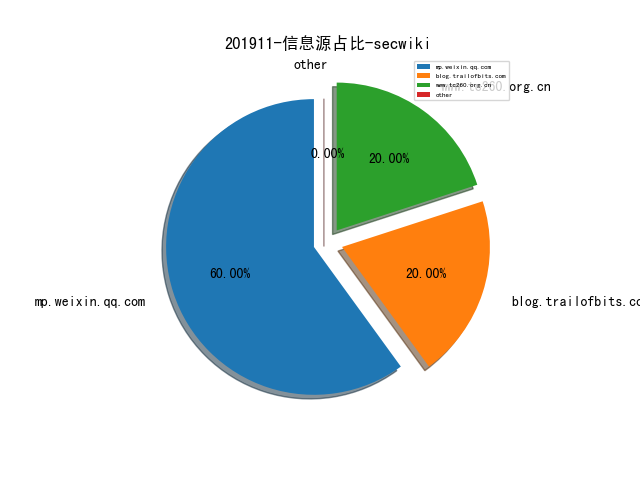 201911-信息源占比-secwiki
other
mp.weixin.qq.com
blog.trailofbits.com
www.tc260.org.cn
other
.org.cn
0.00%
20.00%
60.00%
20.00%
mp.weixin.qq.com
blog.trailofbits.co